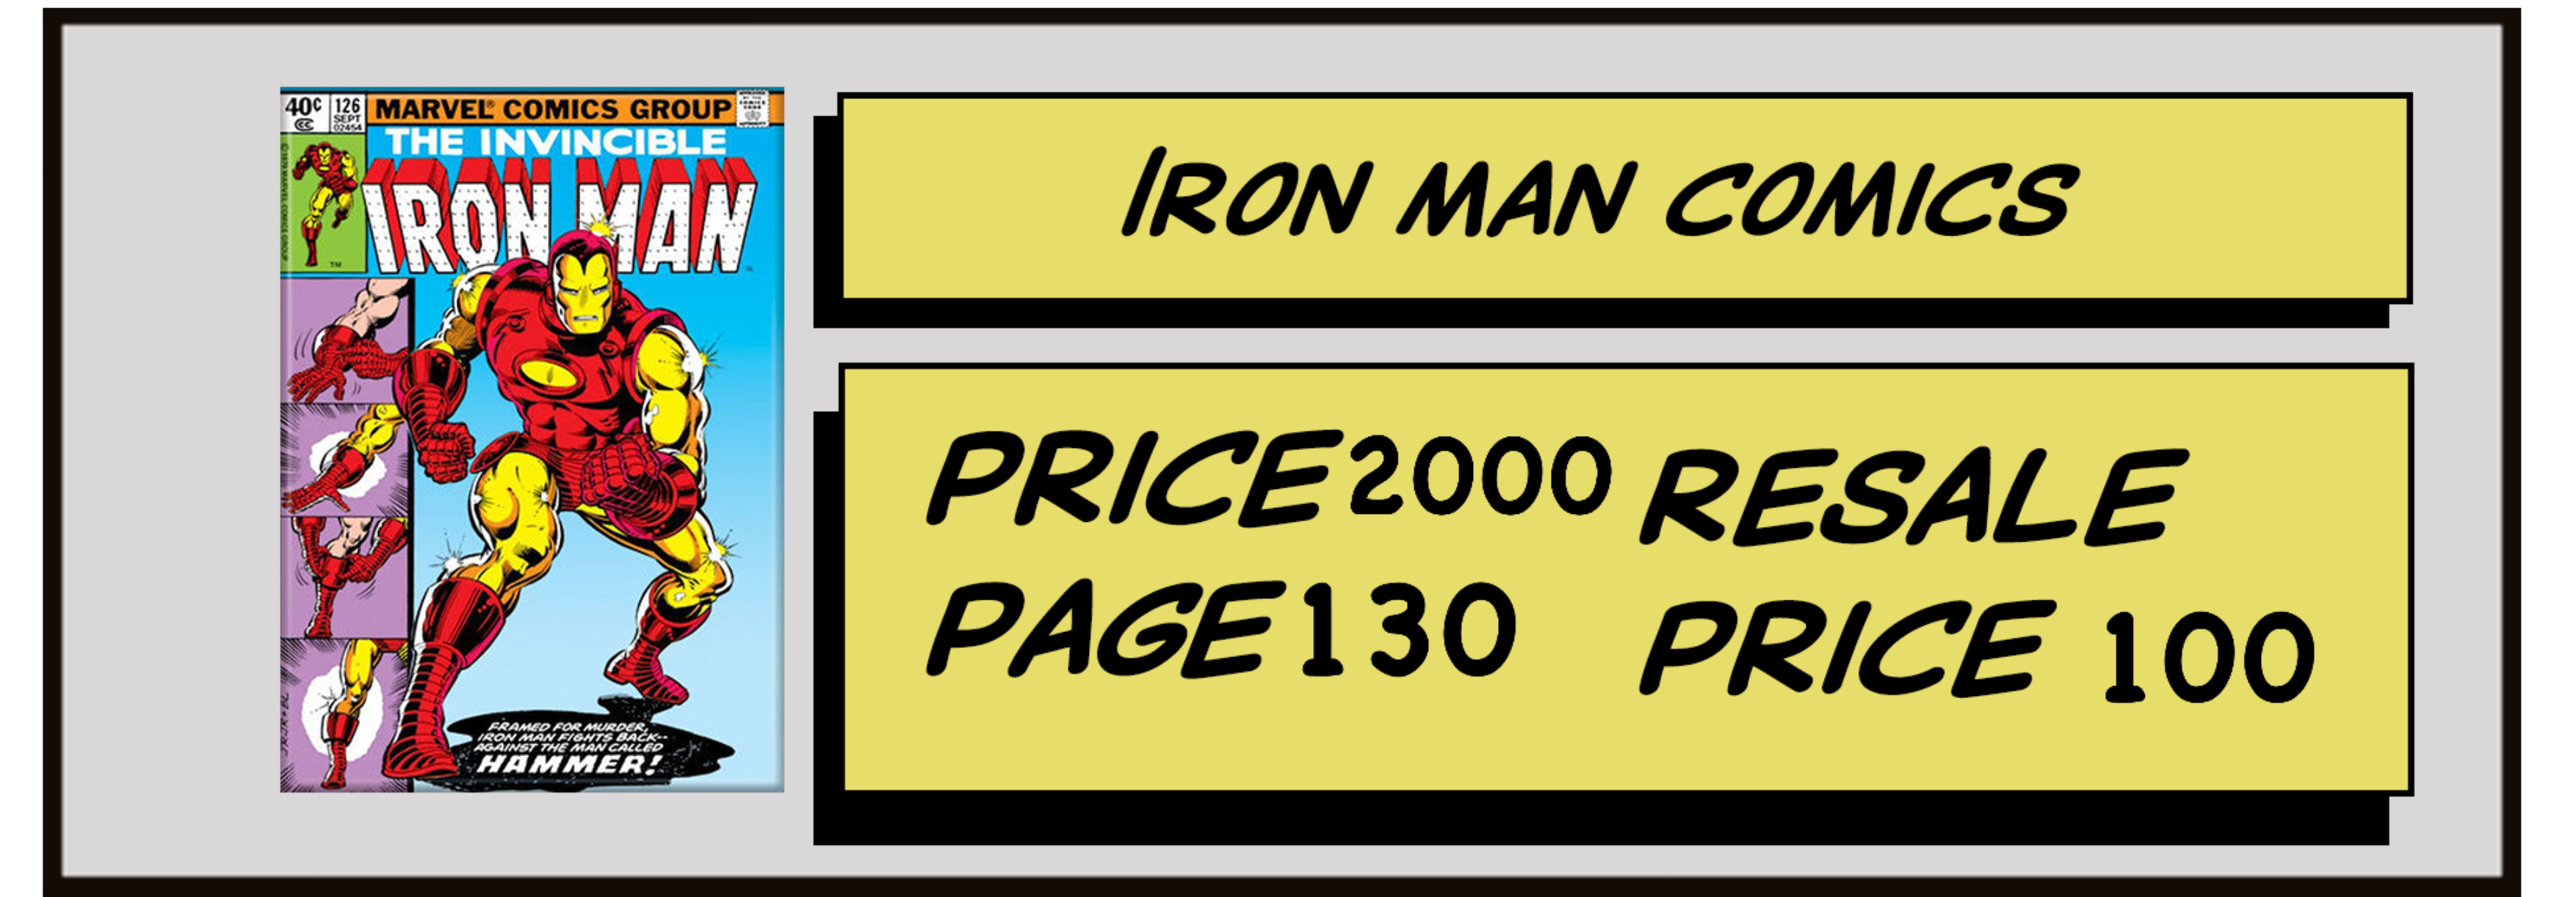 40¢
126
SEPT
02454
MARVEL® COMICS GROUP
THE INVINCIBLE
IRON MAN
TM
FRAMED FOR MURDER,
IRON MAN FIGHTS BACK--
AGAINST THE MAN CALLED
HAMMER!
IRON MAN COMICS
PRICE 2000
PAGE 130
RESALE
PRICE 100